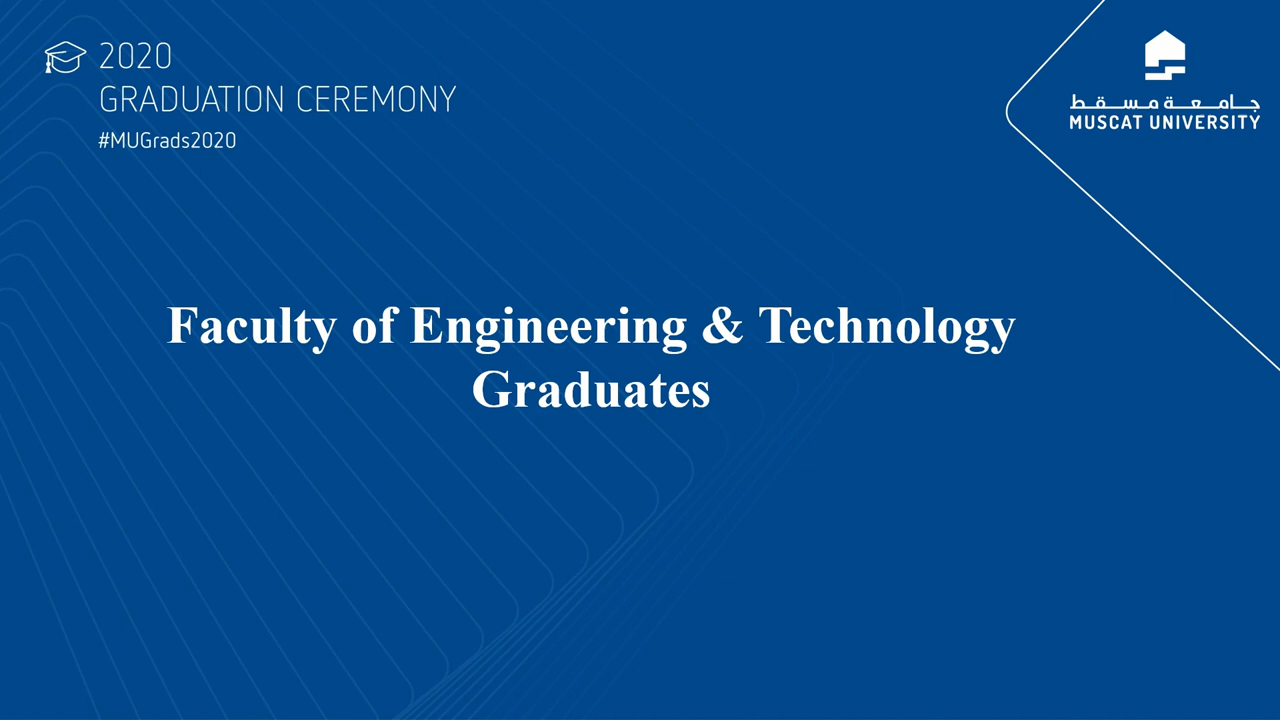 2020
GRADUATION CEREMONY
#MUGrads2020
جامعة مسقط
MUSCAT UNIVERSITY
Faculty of Engineering & Technology
Graduates